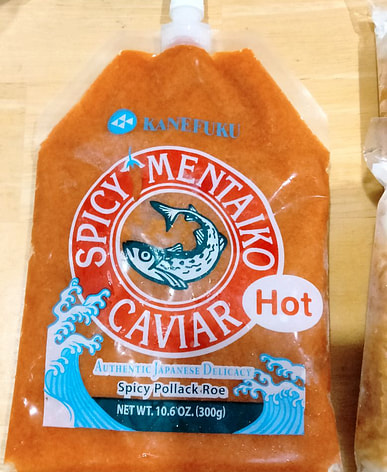 KANEFUKU
SPICY MENTAIKO
CAVIAR
Hot
AUTHENTIC JAPANESE DELICACY
Spicy Pollack Roe
NET WT. 10.6 OZ. (300g)